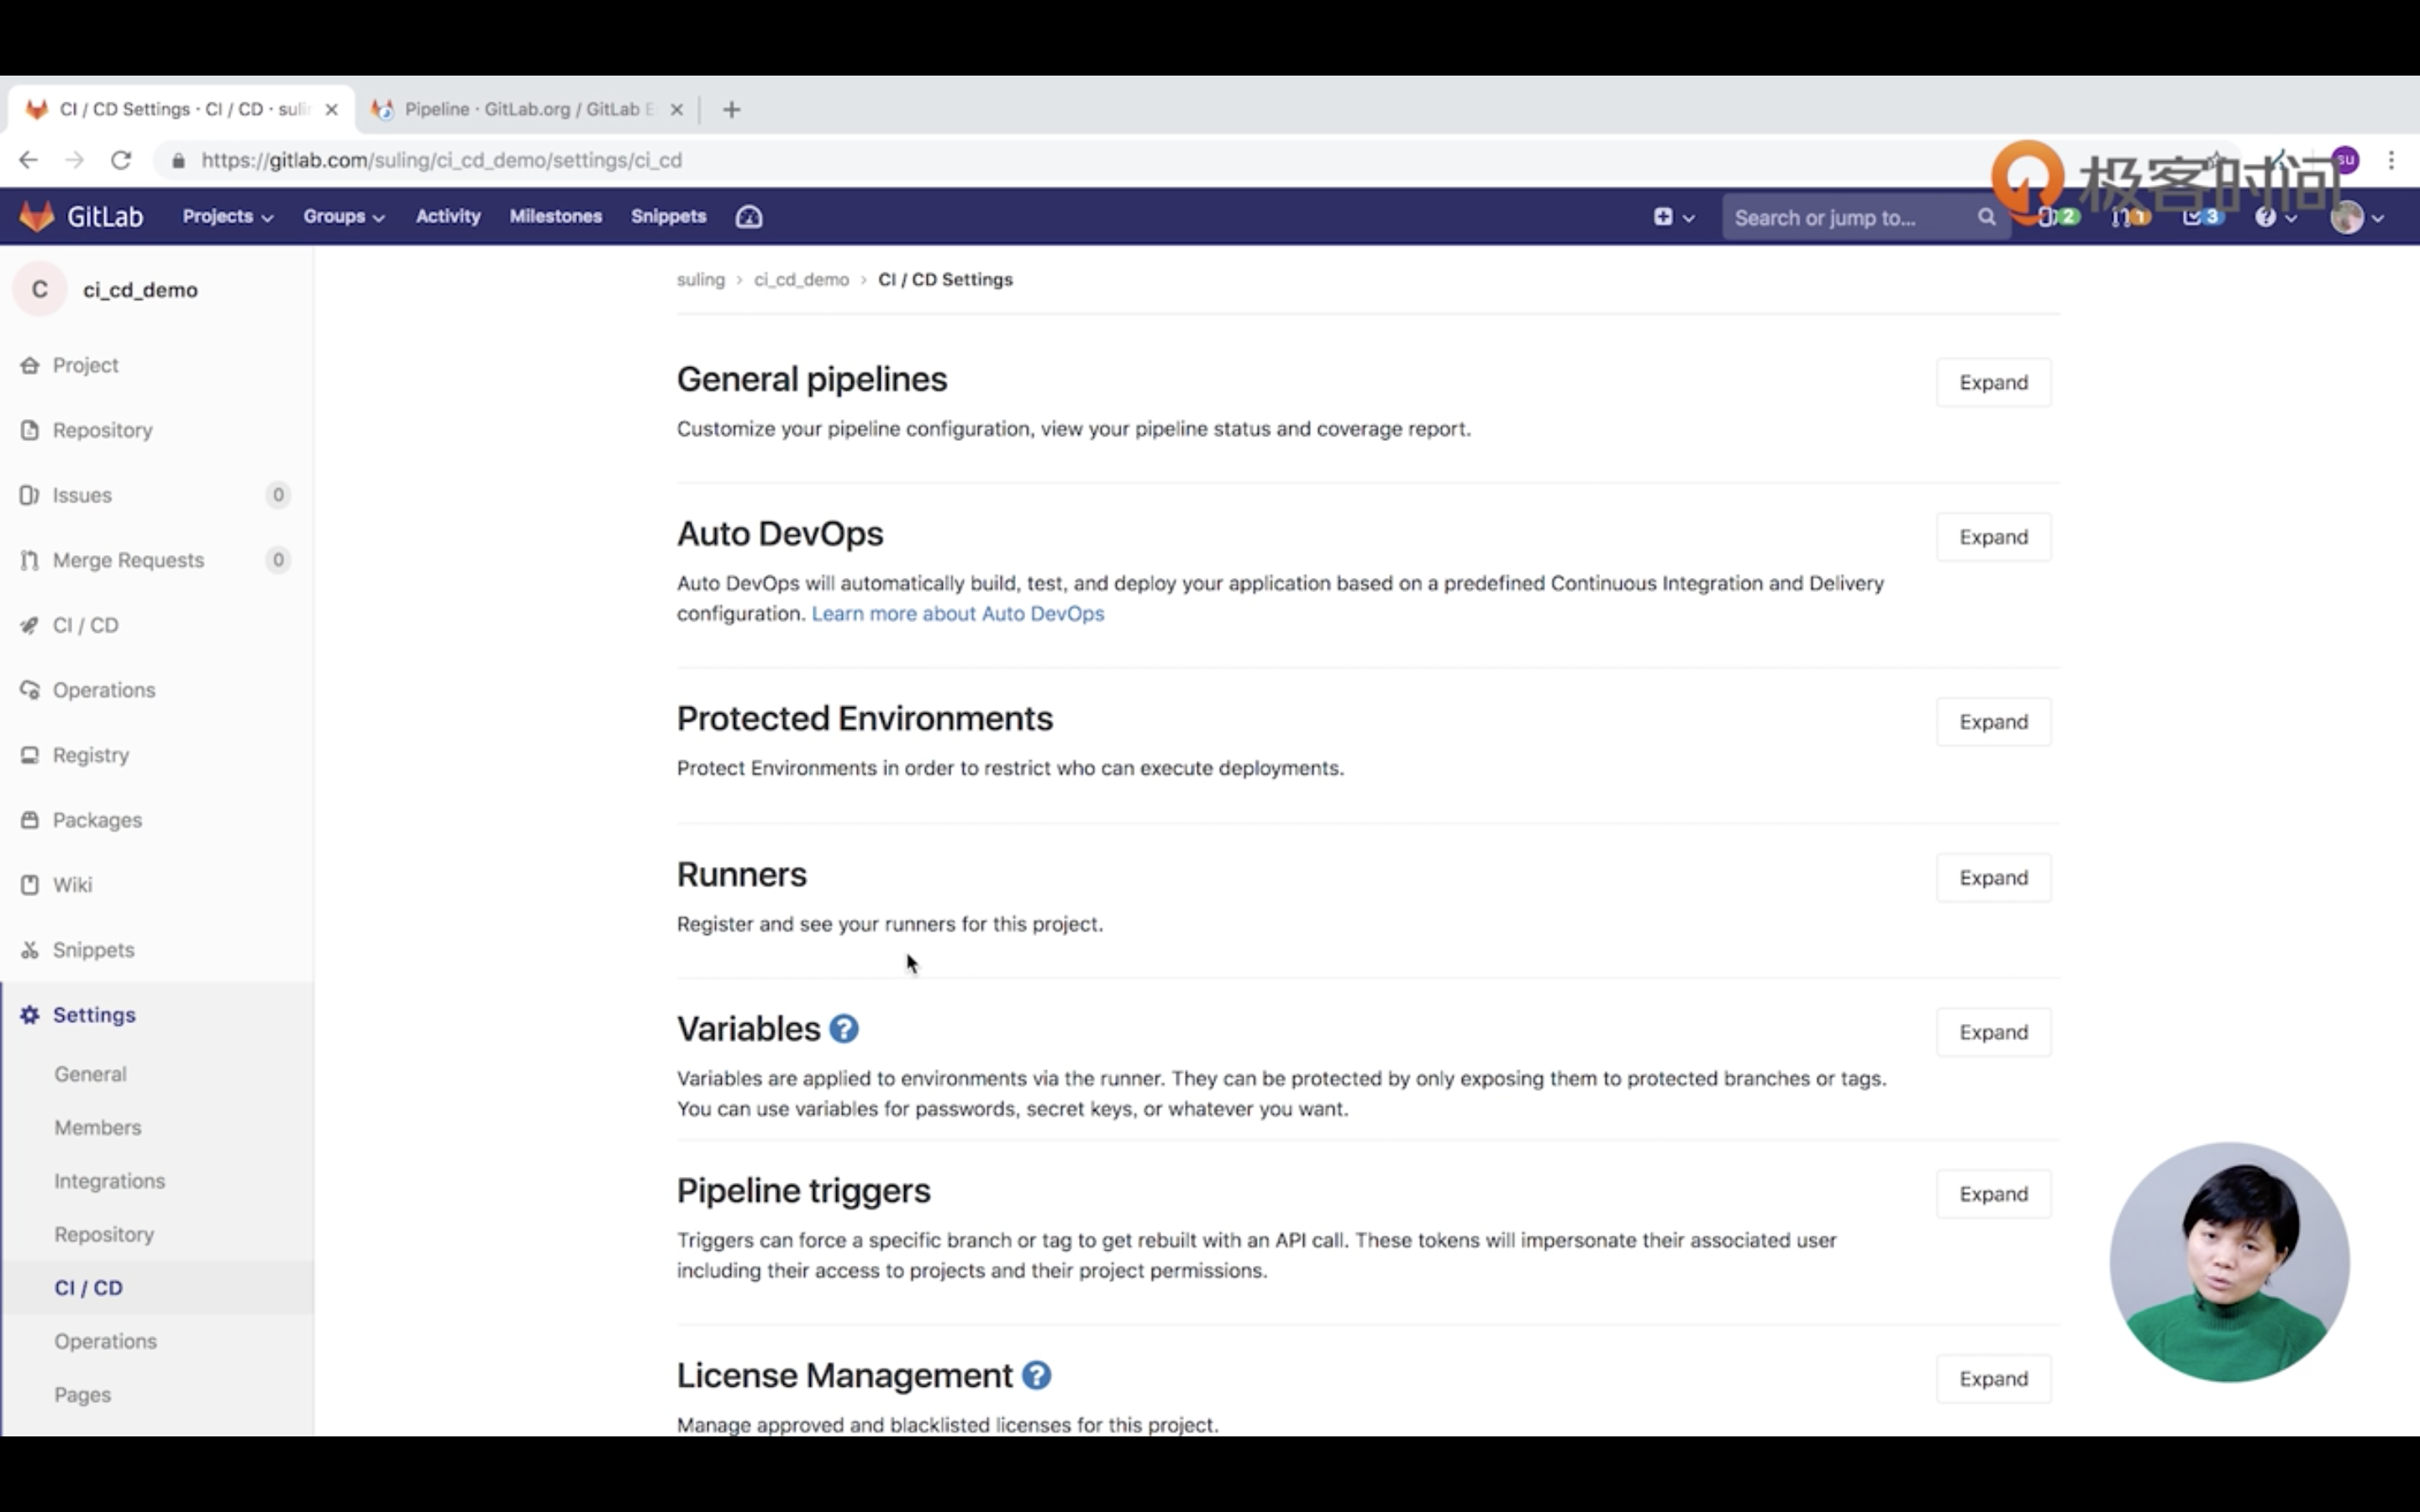 CI / CD Settings · CI / CD · sulin
Pipeline · GitLab.org / GitLab E
https://gitlab.com/suling/ci_cd_demo/settings/ci_cd
极客时间
su
GitLab
Projects
Groups
Activity
Milestones
Snippets
Search or jump to...
2
1
3
C
ci_cd_demo
Project
Repository
Issues 0
Merge Requests 0
CI / CD
Operations
Registry
Packages
Wiki
Snippets
Settings
General
Members
Integrations
Repository
CI / CD
Operations
Pages
suling › ci_cd_demo › CI / CD Settings
General pipelines
Expand
Customize your pipeline configuration, view your pipeline status and coverage report.
Auto DevOps
Expand
Auto DevOps will automatically build, test, and deploy your application based on a predefined Continuous Integration and Delivery
configuration. Learn more about Auto DevOps
Protected Environments
Expand
Protect Environments in order to restrict who can execute deployments.
Runners
Expand
Register and see your runners for this project.
Variables ?
Expand
Variables are applied to environments via the runner. They can be protected by only exposing them to protected branches or tags.
You can use variables for passwords, secret keys, or whatever you want.
Pipeline triggers
Expand
Triggers can force a specific branch or tag to get rebuilt with an API call. These tokens will impersonate their associated user
including their access to projects and their project permissions.
License Management ?
Expand
Manage approved and blacklisted licenses for this project.